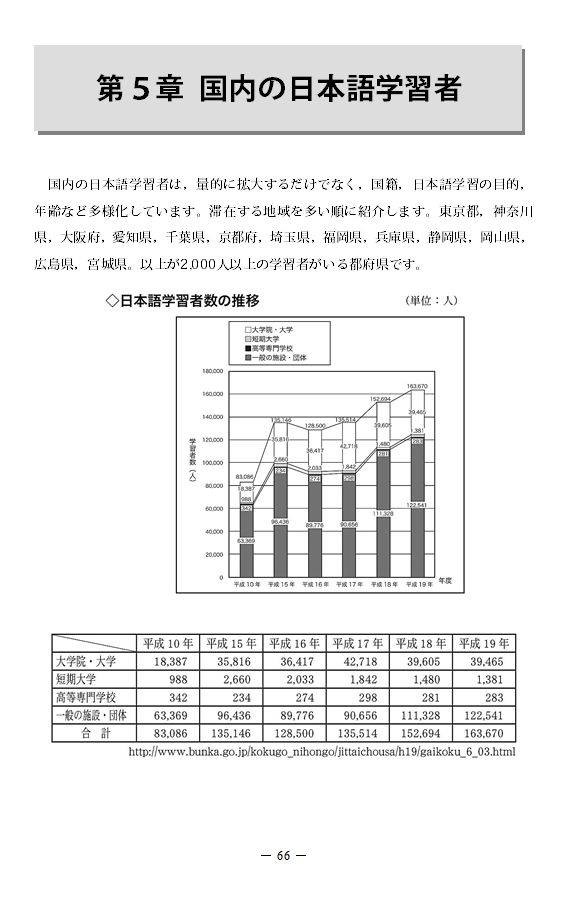 第５章 国内の日本語学習者
国内の日本語学習者は，量的に拡大するだけでなく，国籍，日本語学習の目的，
年齢など多様化しています。滞在する地域を多い順に紹介します。東京都，神奈川
県，大阪府，愛知県，千葉県，京都府，埼玉県，福岡県，兵庫県，静岡県，岡山県，
広島県，宮城県。以上が2,000人以上の学習者がいる都府県です。
◇日本語学習者数の推移 （単位：人）
□大学院・大学
□短期大学
■高等専門学校
■一般の施設・団体
学習者数（人）
180,000
160,000
140,000
120,000
100,000
80,000
60,000
40,000
20,000
0
83,086 135,146 128,500 135,514 152,694 163,670
18,387 35,816 36,417 42,718 39,605 39,465
988 2,660 2,033 1,842 1,480 1,381
342 234 274 298 281 283
63,369 96,436 89,776 90,656 111,328 122,541
平成10年 平成15年 平成16年 平成17年 平成18年 平成19年 年度
平成10年 平成15年 平成16年 平成17年 平成18年 平成19年
大学院・大学 18,387 35,816 36,417 42,718 39,605 39,465
短期大学 988 2,660 2,033 1,842 1,480 1,381
高等専門学校 342 234 274 298 281 283
一般の施設・団体 63,369 96,436 89,776 90,656 111,328 122,541
合 計 83,086 135,146 128,500 135,514 152,694 163,670
http://www.bunka.go.jp/kokugo_nihongo/jittaichousa/h19/gaikoku_6_03.html
― 66 ―